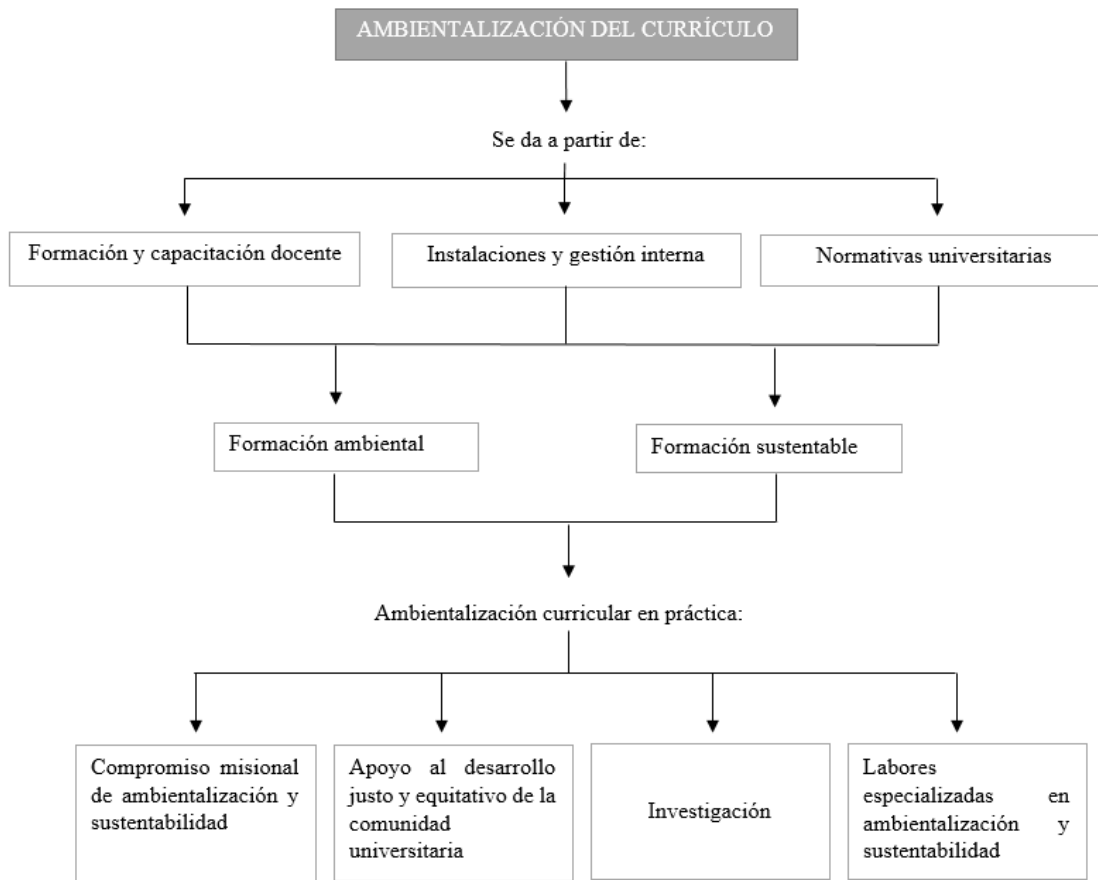 AMBIENTALIZACIÓN DEL CURRÍCULO
Se da a partir de:
Formación y capacitación docente
Instalaciones y gestión interna
Normativas universitarias
Formación ambiental
Formación sustentable
Ambientalización curricular en práctica:
Compromiso misional
de ambientalización y
sustentabilidad
Apoyo al desarrollo
justo y equitativo de la
comunidad
universitaria
Investigación
Labores
especializadas en
ambientalización y
sustentabilidad